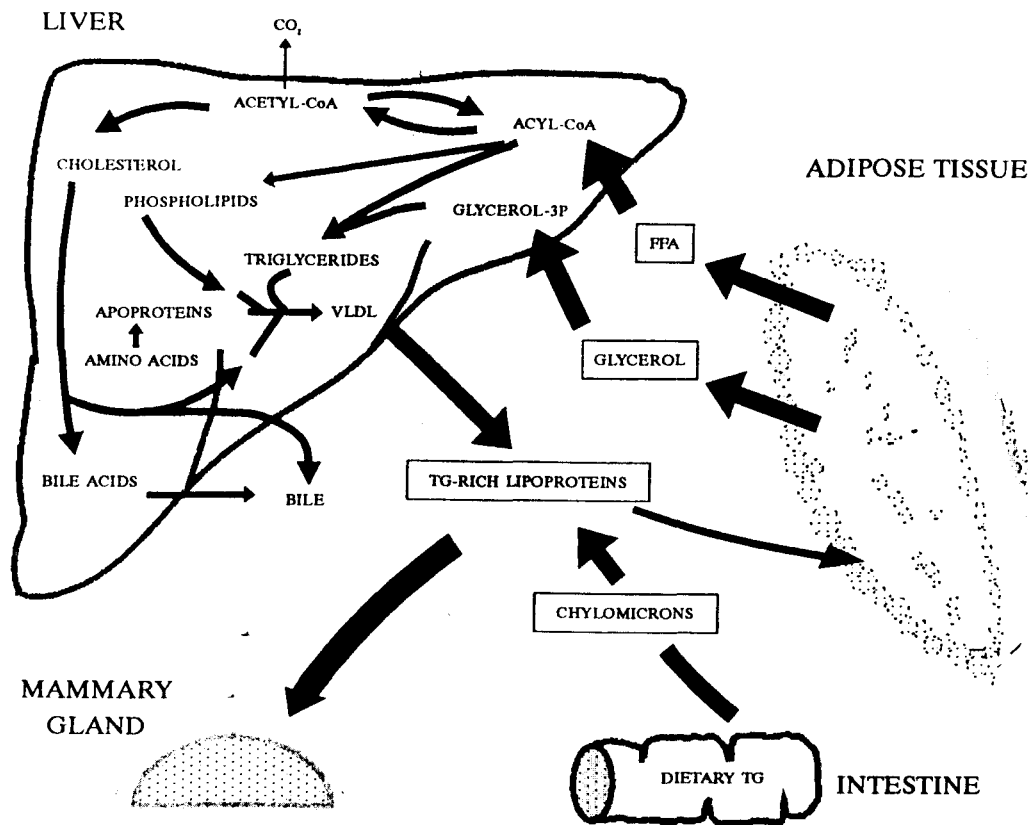 LIVER
CO₂
ACETYL-CoA
ACYL-CoA
CHOLESTEROL
ADIPOSE TISSUE
PHOSPHOLIPIDS
GLYCEROL-3P
FFA
TRIGLYCERIDES
APOPROTEINS
VLDL
AMINO ACIDS
GLYCEROL
BILE ACIDS
BILE
TG-RICH LIPOPROTEINS
CHYLOMICRONS
MAMMARY
GLAND
DIETARY TG
INTESTINE